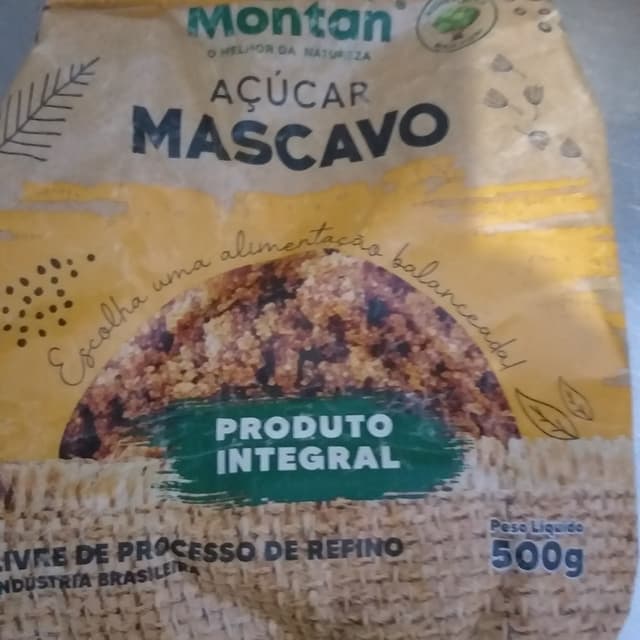 Montan
O MELHOR DA NATUREZA
AÇÚCAR
MASCAVO
Escolha uma alimentação balanceada!
PRODUTO
INTEGRAL
LIVRE DE PROCESSO DE REFINO
INDÚSTRIA BRASILEIRA
Peso Líquido
500g